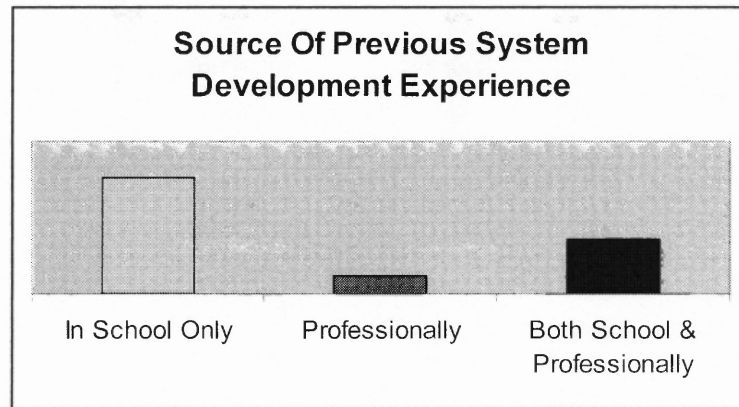 Source Of Previous System
Development Experience
In School Only
Professionally
Both School &
Professionally